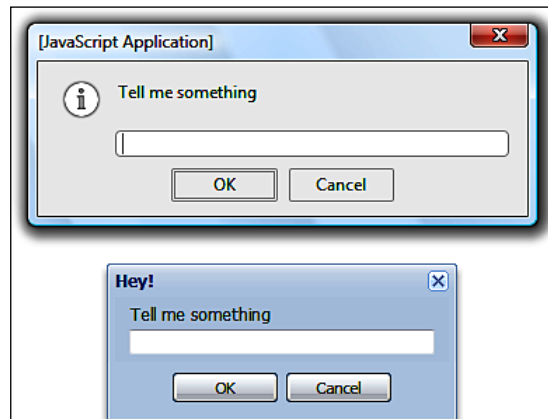 [JavaScript Application]
Tell me something
OK Cancel
Hey!
Tell me something
OK Cancel